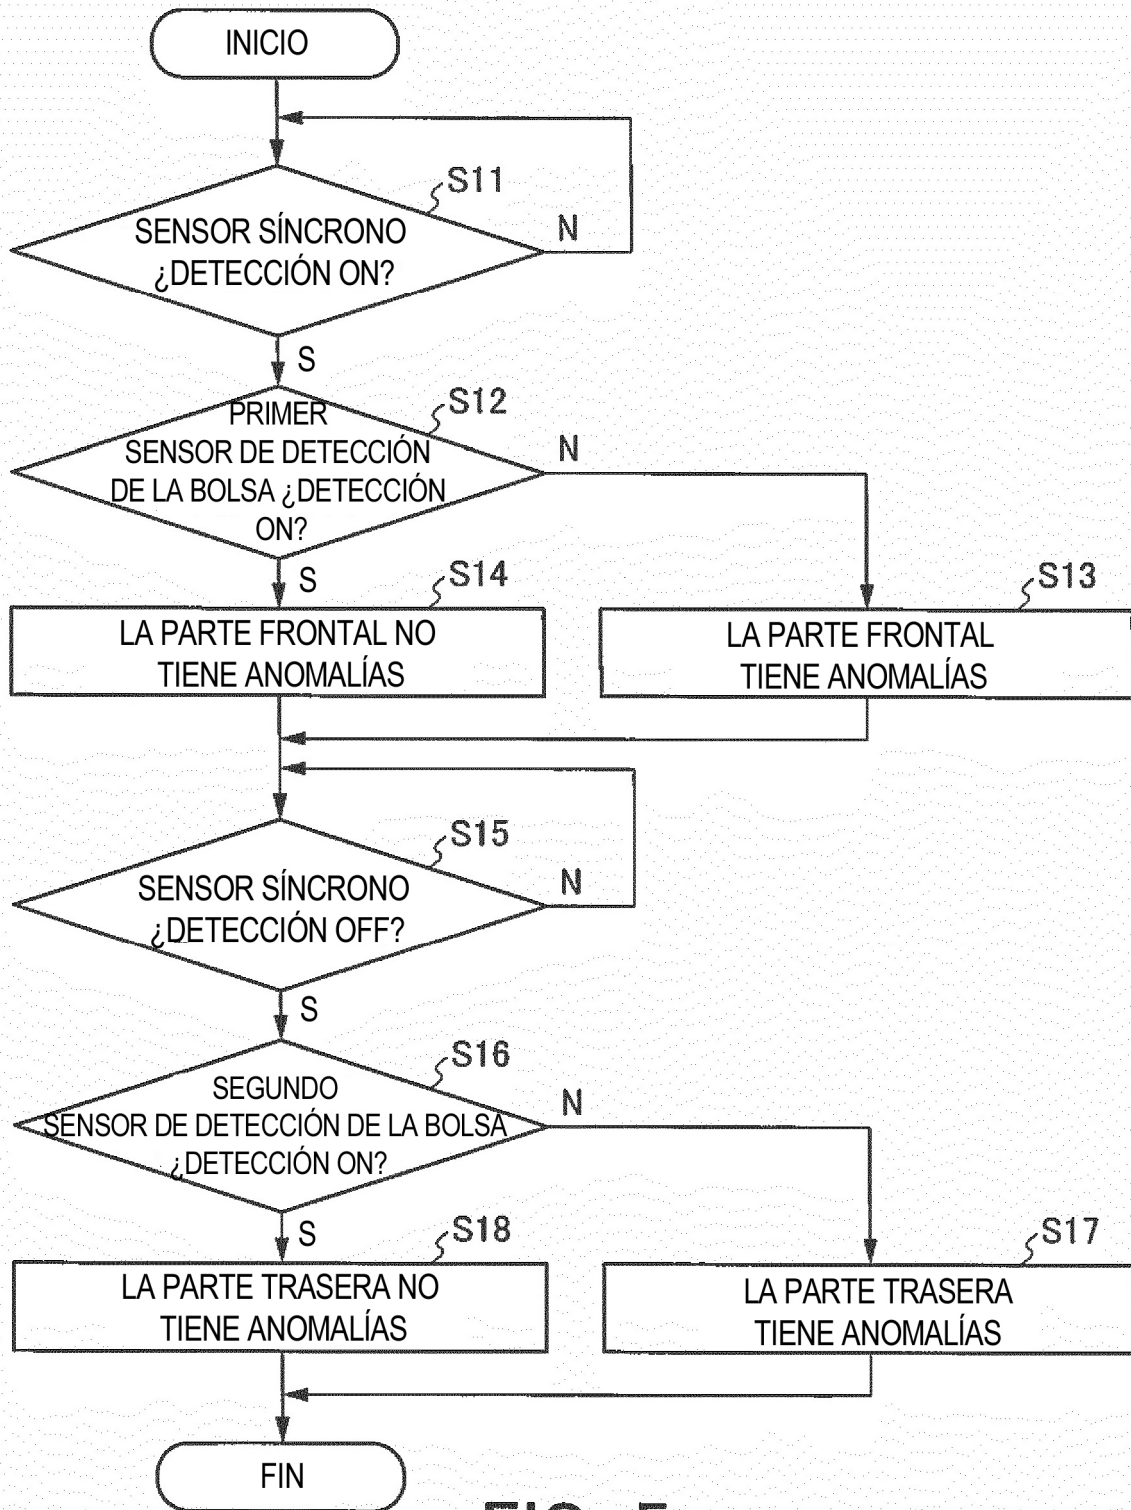 INICIO
S11
SENSOR SÍNCRONO
¿DETECCIÓN ON?
N
S
S12
PRIMER
SENSOR DE DETECCIÓN
DE LA BOLSA ¿DETECCIÓN
ON?
N
S
S14
LA PARTE FRONTAL NO
TIENE ANOMALÍAS
S13
LA PARTE FRONTAL
TIENE ANOMALÍAS
S15
SENSOR SÍNCRONO
¿DETECCIÓN OFF?
N
S
S16
SEGUNDO
SENSOR DE DETECCIÓN DE LA BOLSA
¿DETECCIÓN ON?
N
S
S18
LA PARTE TRASERA NO
TIENE ANOMALÍAS
S17
LA PARTE TRASERA
TIENE ANOMALÍAS
FIN